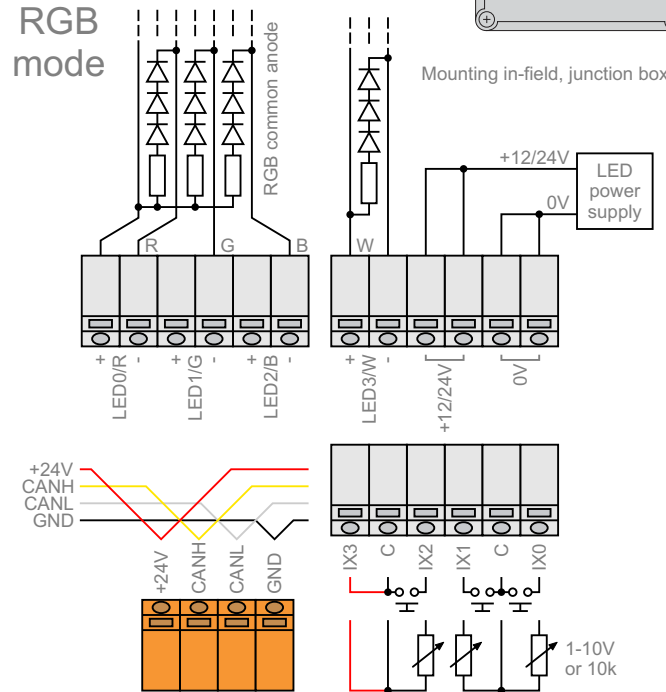 RGB
mode
RGB common anode
Mounting in-field, junction box
+12/24V
0V
LED
power
supply
R
G
B
W
+
LED0/R
-
+
LED1/G
-
+
LED2/B
-
+
LED3/W
-
+12/24V
0V
+24V
CANH
CANL
GND
+24V
CANH
CANL
GND
IX3
C
IX2
IX1
C
IX0
1-10V
or 10k